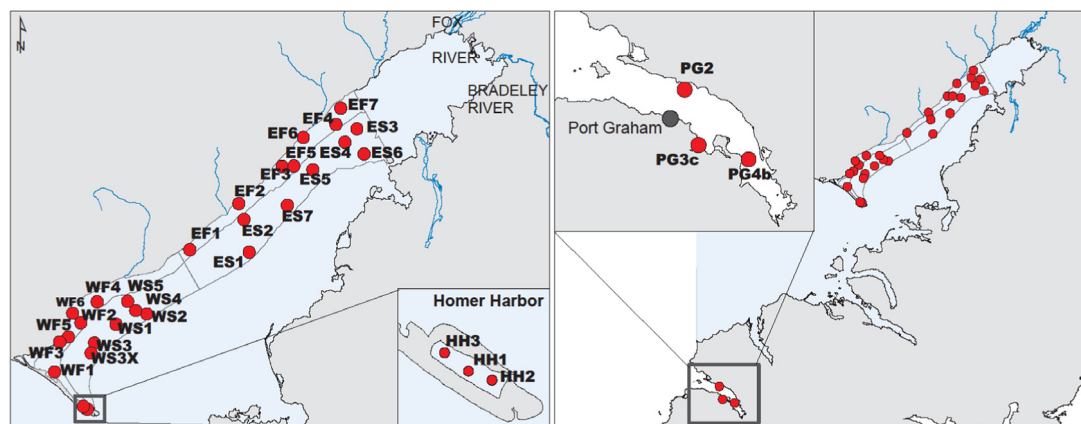 N
FOX
RIVER
BRADELEY
RIVER
EF7
EF4
ES3
EF6
ES4
ES6
EF5
EF3
ES5
EF2
ES7
ES2
EF1
ES1
WF4
WS5
WF6
WS4
WF2
WS2
WF5
WS1
WF3
WS3
WS3X
WF1
Homer Harbor
HH3
HH1
HH2
PG2
Port Graham
PG3c
PG4b